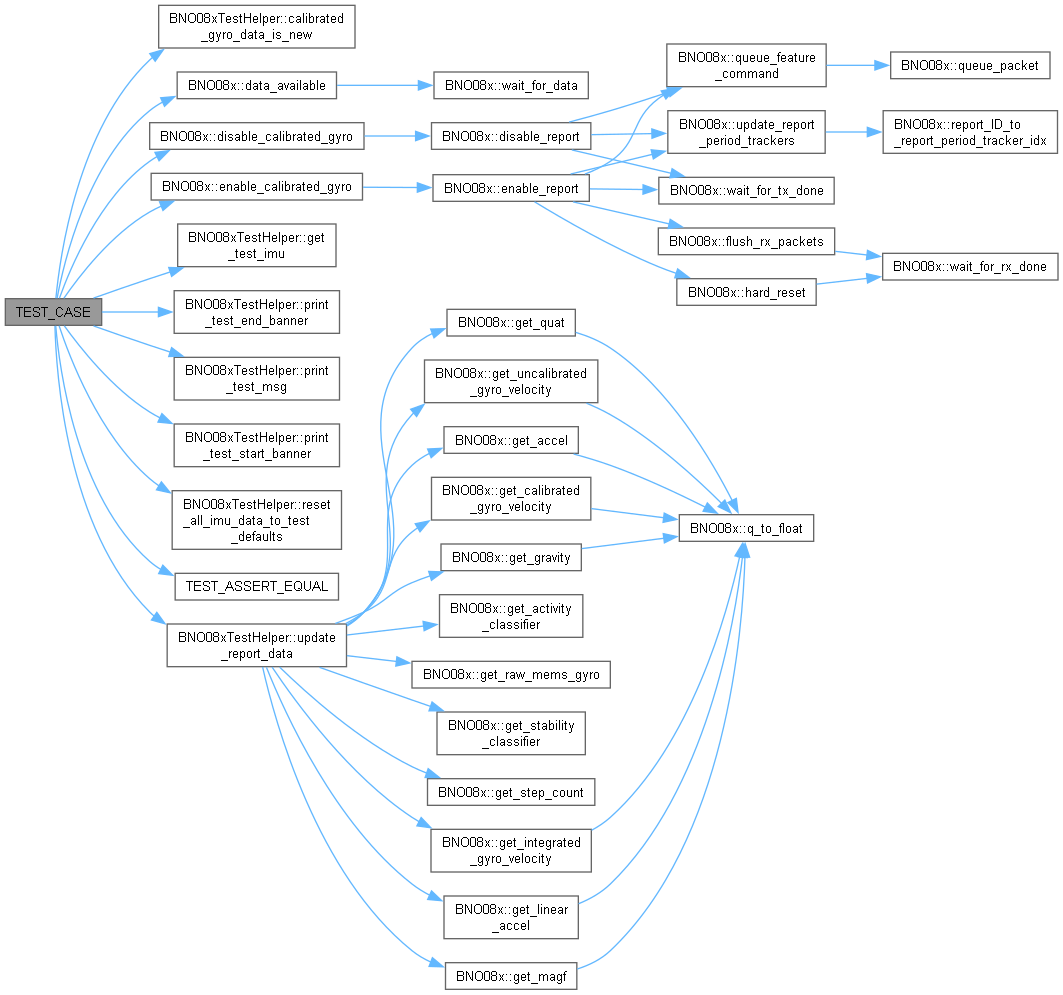 BNO08xTestHelper::calibrated
_gyro_data_is_new
BNO08x::data_available
BNO08x::wait_for_data
BNO08x::disable_calibrated_gyro
BNO08x::disable_report
BNO08x::queue_feature
_command
BNO08x::queue_packet
BNO08x::update_report
_period_trackers
BNO08x::report_ID_to
_report_period_tracker_idx
BNO08x::enable_calibrated_gyro
BNO08x::enable_report
BNO08x::wait_for_tx_done
BNO08xTestHelper::get
_test_imu
BNO08x::flush_rx_packets
BNO08x::wait_for_rx_done
BNO08x::hard_reset
TEST_CASE
BNO08xTestHelper::print
_test_end_banner
BNO08xTestHelper::print
_test_msg
BNO08xTestHelper::print
_test_start_banner
BNO08xTestHelper::reset
_all_imu_data_to_test
_defaults
TEST_ASSERT_EQUAL
BNO08xTestHelper::update
_report_data
BNO08x::get_quat
BNO08x::get_uncalibrated
_gyro_velocity
BNO08x::get_accel
BNO08x::get_calibrated
_gyro_velocity
BNO08x::get_gravity
BNO08x::q_to_float
BNO08x::get_activity
_classifier
BNO08x::get_raw_mems_gyro
BNO08x::get_stability
_classifier
BNO08x::get_step_count
BNO08x::get_integrated
_gyro_velocity
BNO08x::get_linear
_accel
BNO08x::get_magf